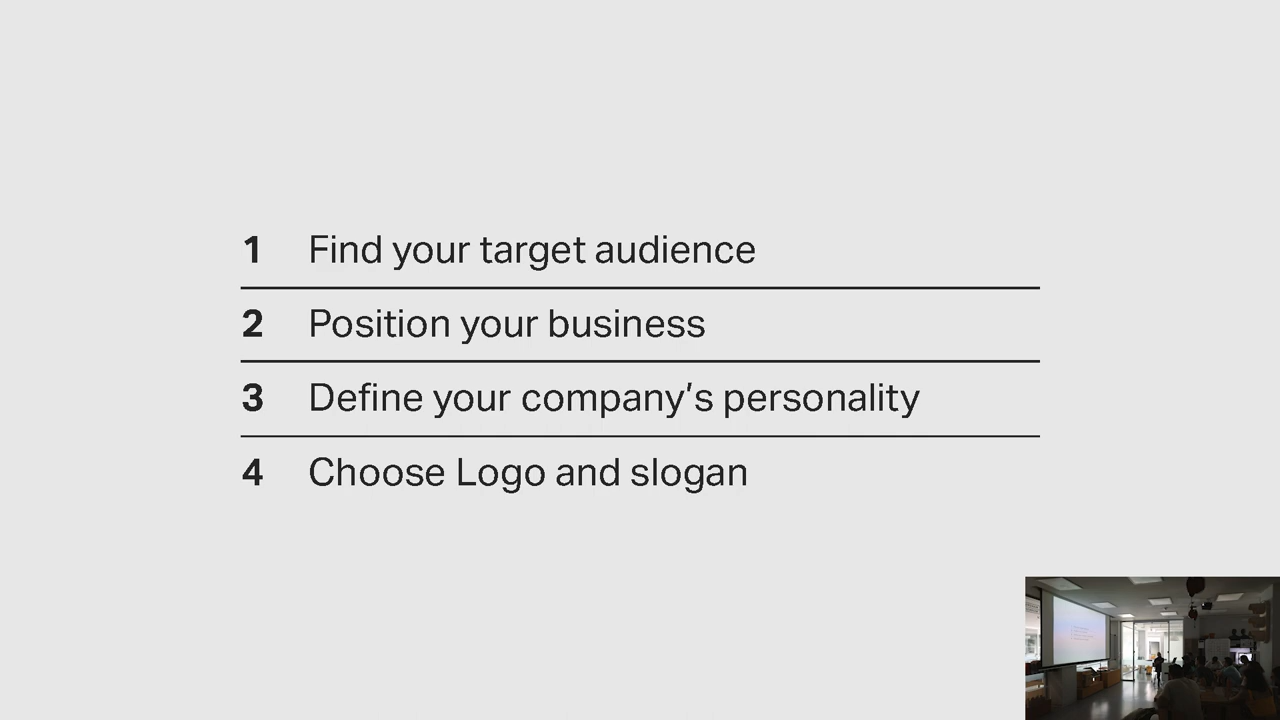 1 Find your target audience
2 Position your business
3 Define your company's personality
4 Choose Logo and slogan